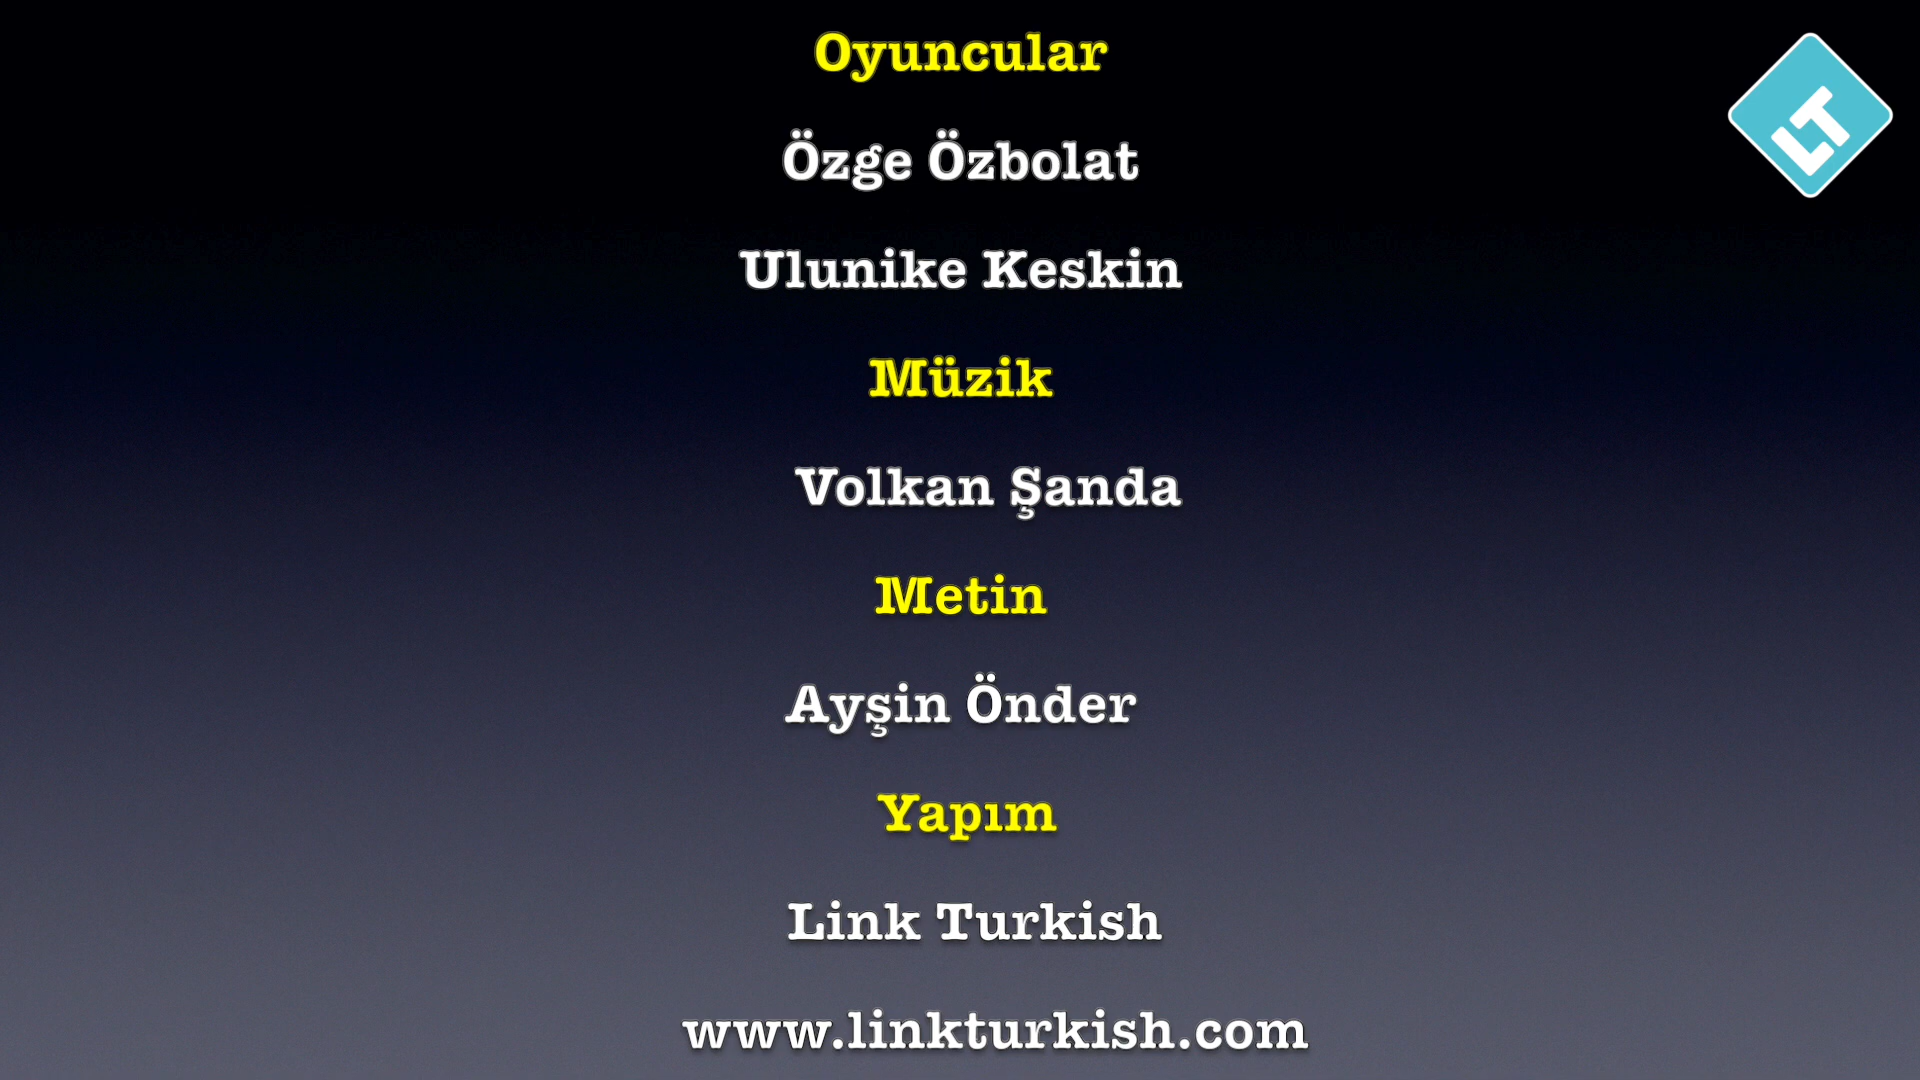 Oyuncular
LT
Özge Özbolat
Ulunike Keskin
Müzik
Volkan Şanda
Metin
Ayşin Önder
Yapım
Link Turkish
www.linkturkish.com